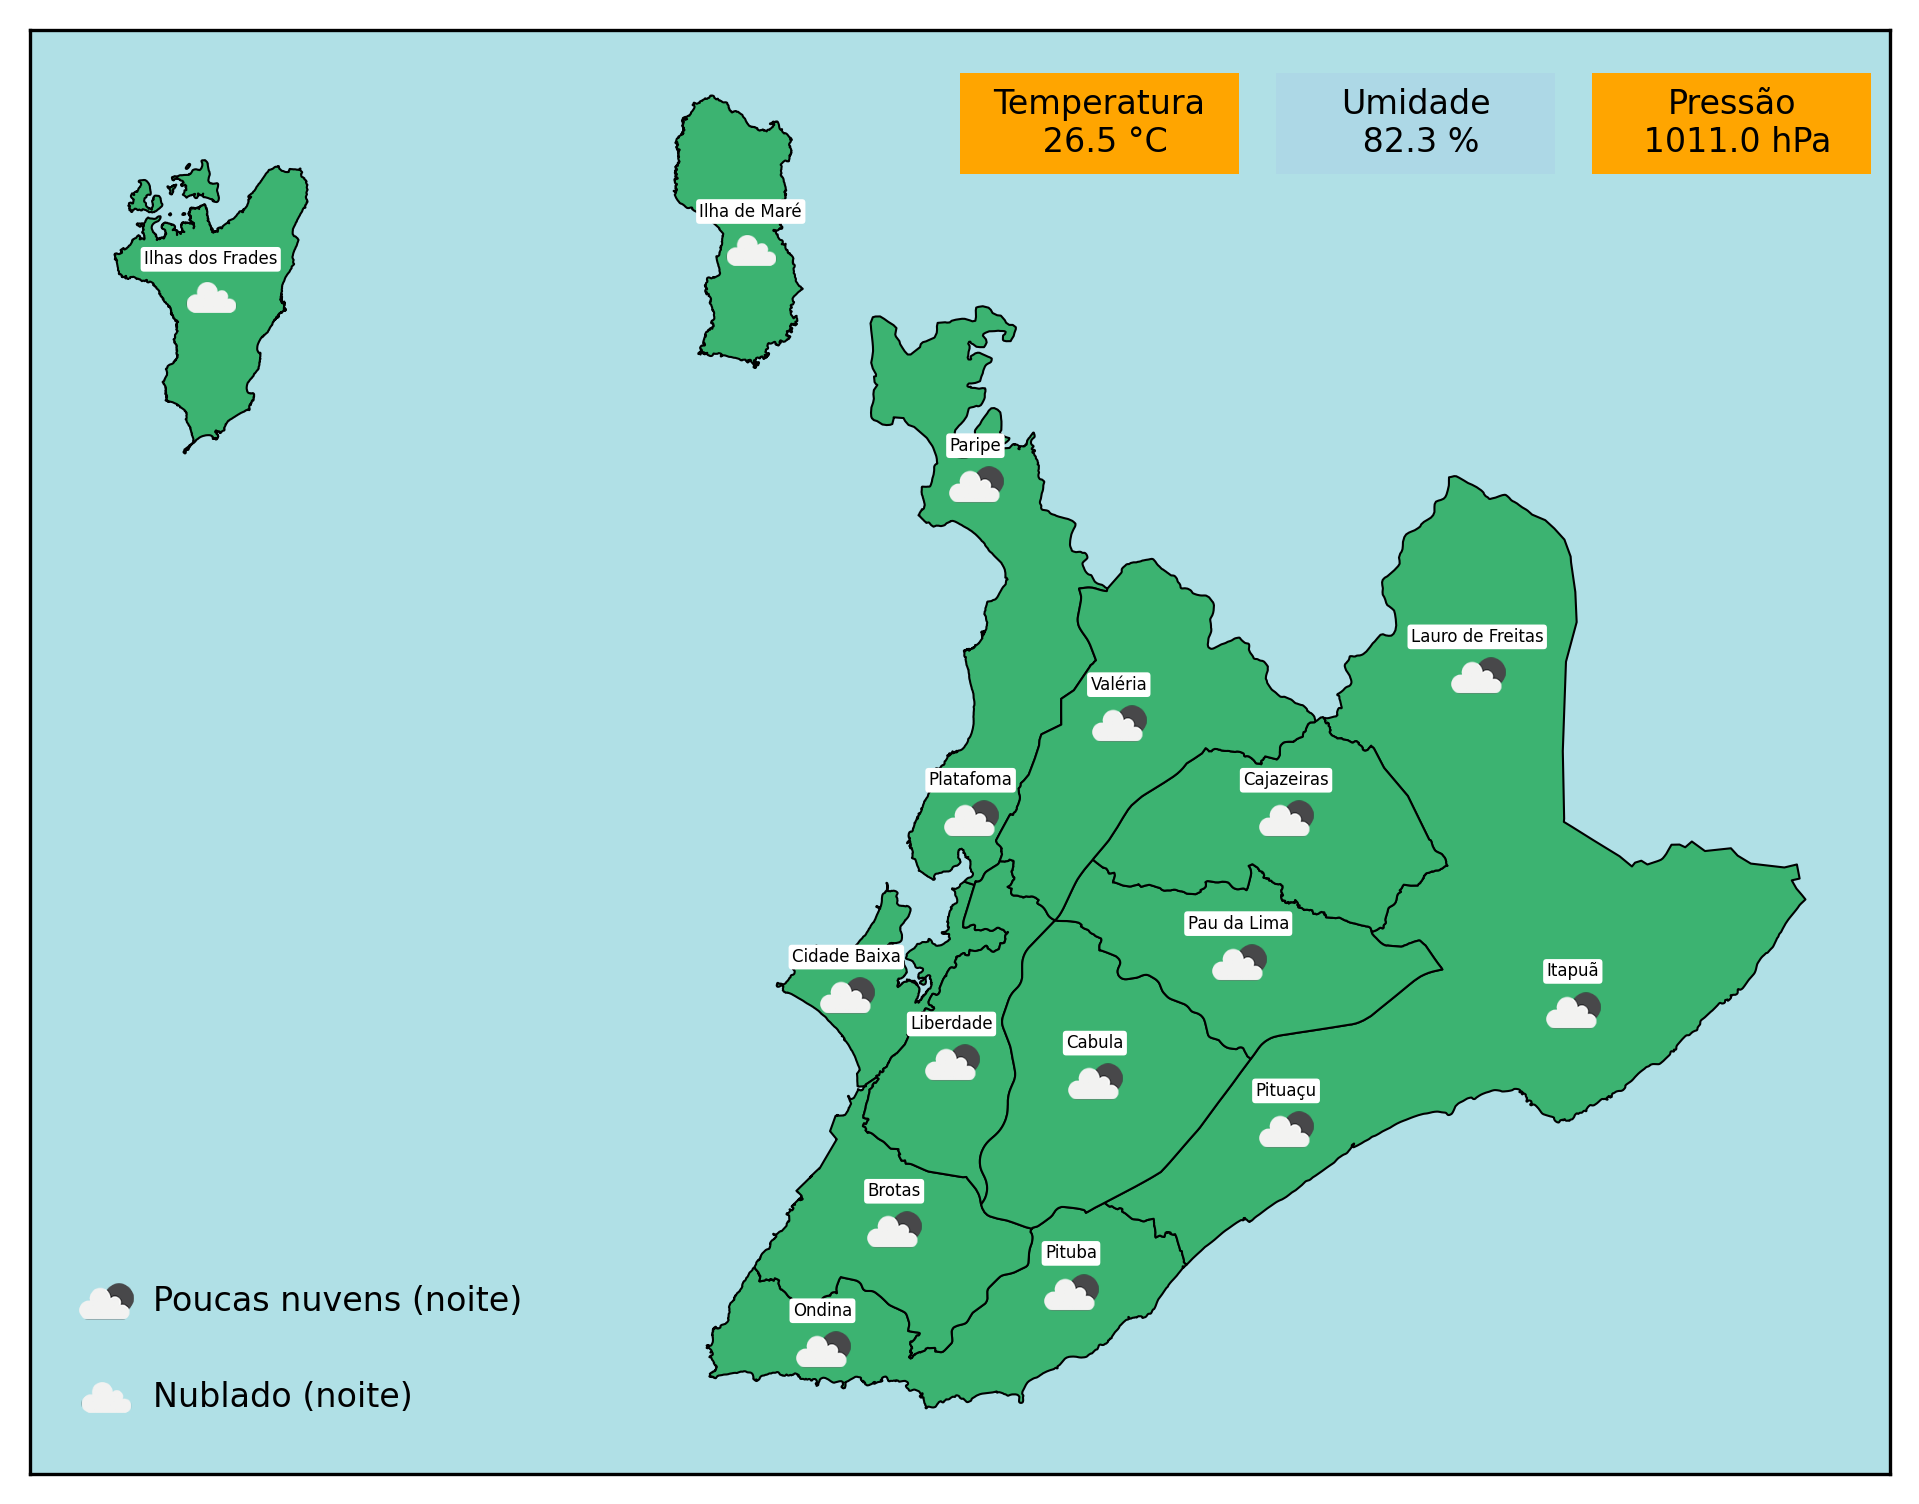 Temperatura
26.5 °C
Umidade
82.3 %
Pressão
1011.0 hPa
Ilha de Maré
Ilhas dos Frades
Paripe
Lauro de Freitas
Valéria
Platafoma
Cajazeiras
Pau da Lima
Cidade Baixa
Itapuã
Liberdade
Cabula
Pituaçu
Brotas
Pituba
Ondina
Poucas nuvens (noite)
Nublado (noite)